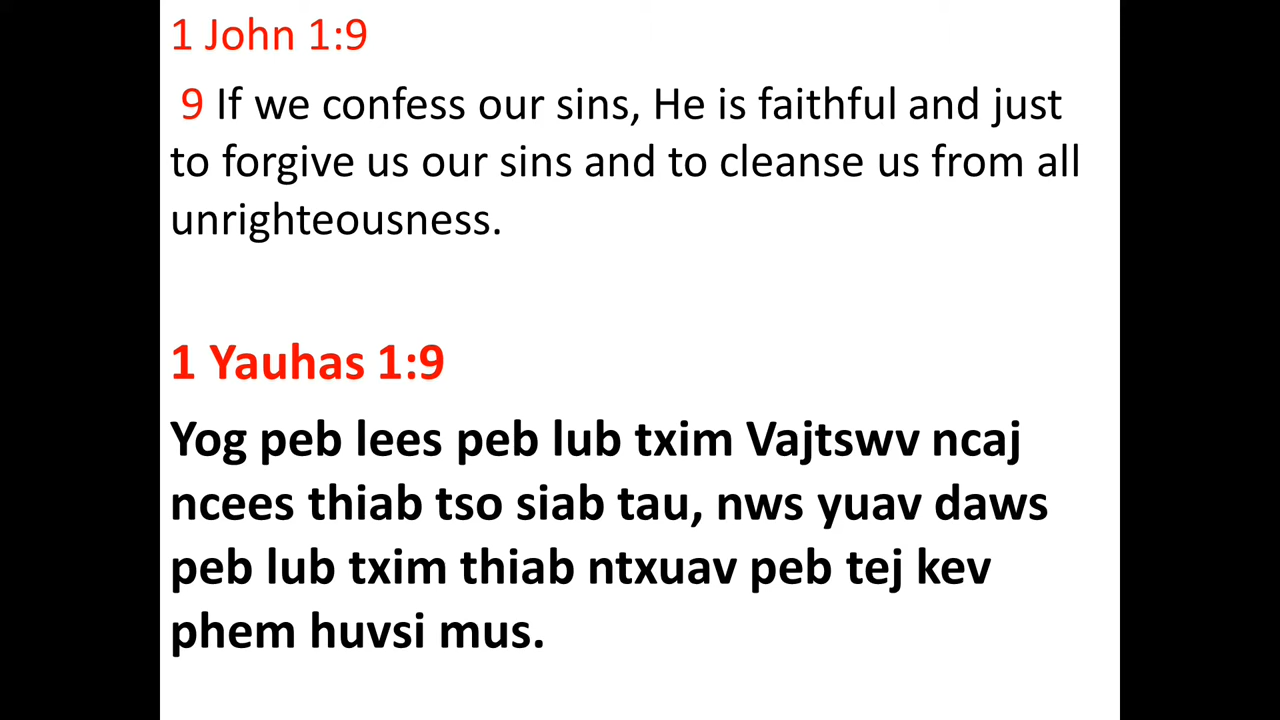 1 John 1:9
9 If we confess our sins, He is faithful and just
to forgive us our sins and to cleanse us from all
unrighteousness.
1 Yauhas 1:9
Yog peb lees peb lub txim Vajtswv ncaj
ncees thiab tso siab tau, nws yuav daws
peb lub txim thiab ntxuav peb tej kev
phem huvsi mus.